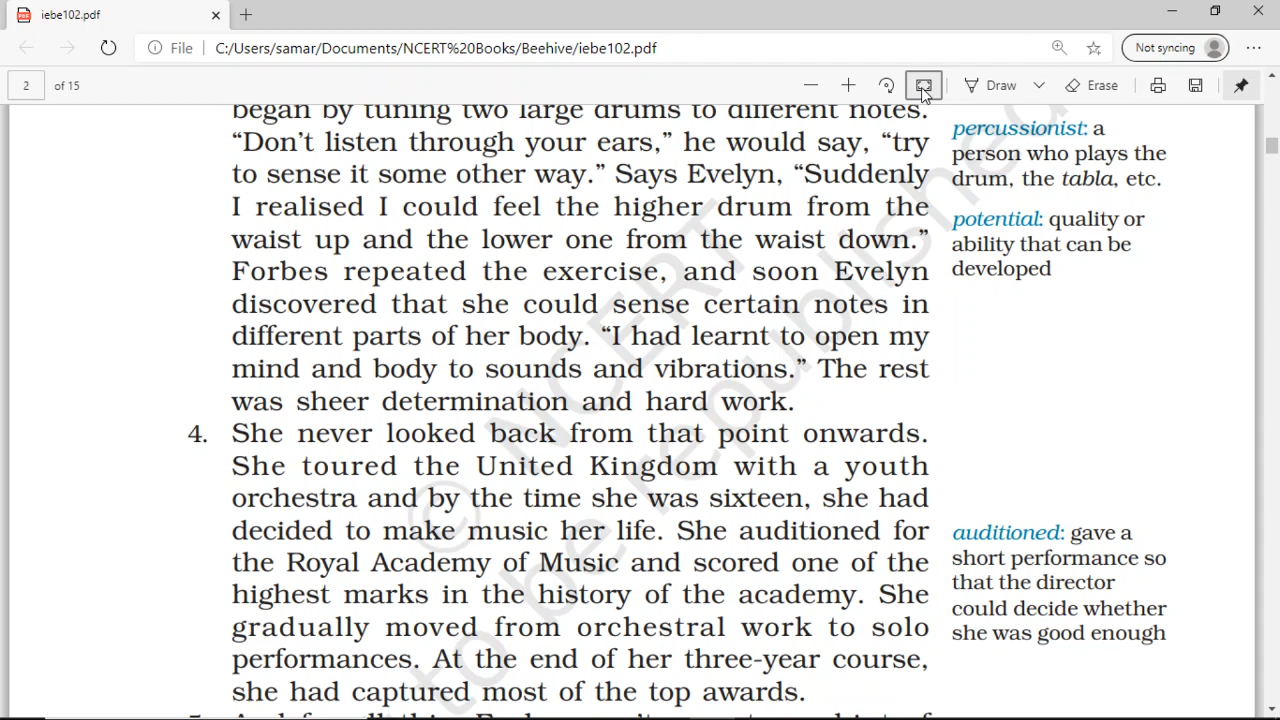 iebe102.pdf
File
C:/Users/samar/Documents/NCERT%20Books/Beehive/iebe102.pdf
Not syncing
2 of 15
Draw
Erase
began by tuning two large drums to different notes.
“Don’t listen through your ears,” he would say, “try
to sense it some other way.” Says Evelyn, “Suddenly
I realised I could feel the higher drum from the
waist up and the lower one from the waist down.”
Forbes repeated the exercise, and soon Evelyn
discovered that she could sense certain notes in
different parts of her body. “I had learnt to open my
mind and body to sounds and vibrations.” The rest
was sheer determination and hard work.
4. She never looked back from that point onwards.
She toured the United Kingdom with a youth
orchestra and by the time she was sixteen, she had
decided to make music her life. She auditioned for
the Royal Academy of Music and scored one of the
highest marks in the history of the academy. She
gradually moved from orchestral work to solo
performances. At the end of her three-year course,
she had captured most of the top awards.
percussionist: a
person who plays the
drum, the tabla, etc.
potential: quality or
ability that can be
developed
auditioned: gave a
short performance so
that the director
could decide whether
she was good enough
© NCERT
to be republished